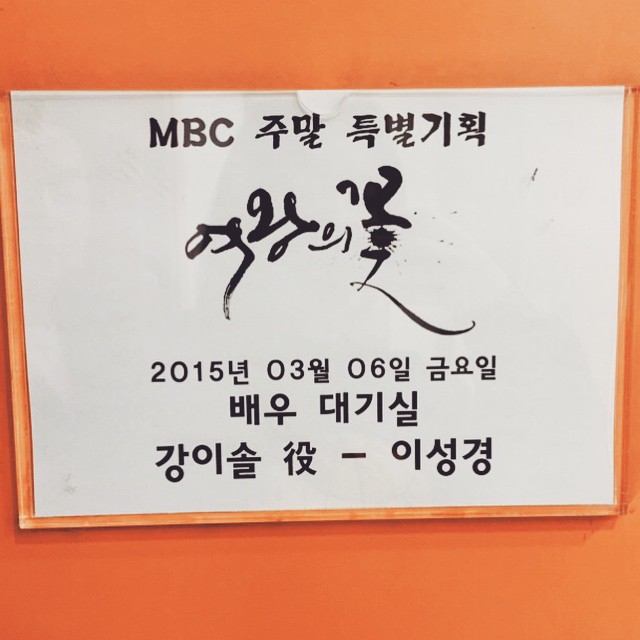 MBC 주말 특별기획
여왕의꽃
2015년 03월 06일 금요일
배우 대기실
강이솔 役 - 이성경